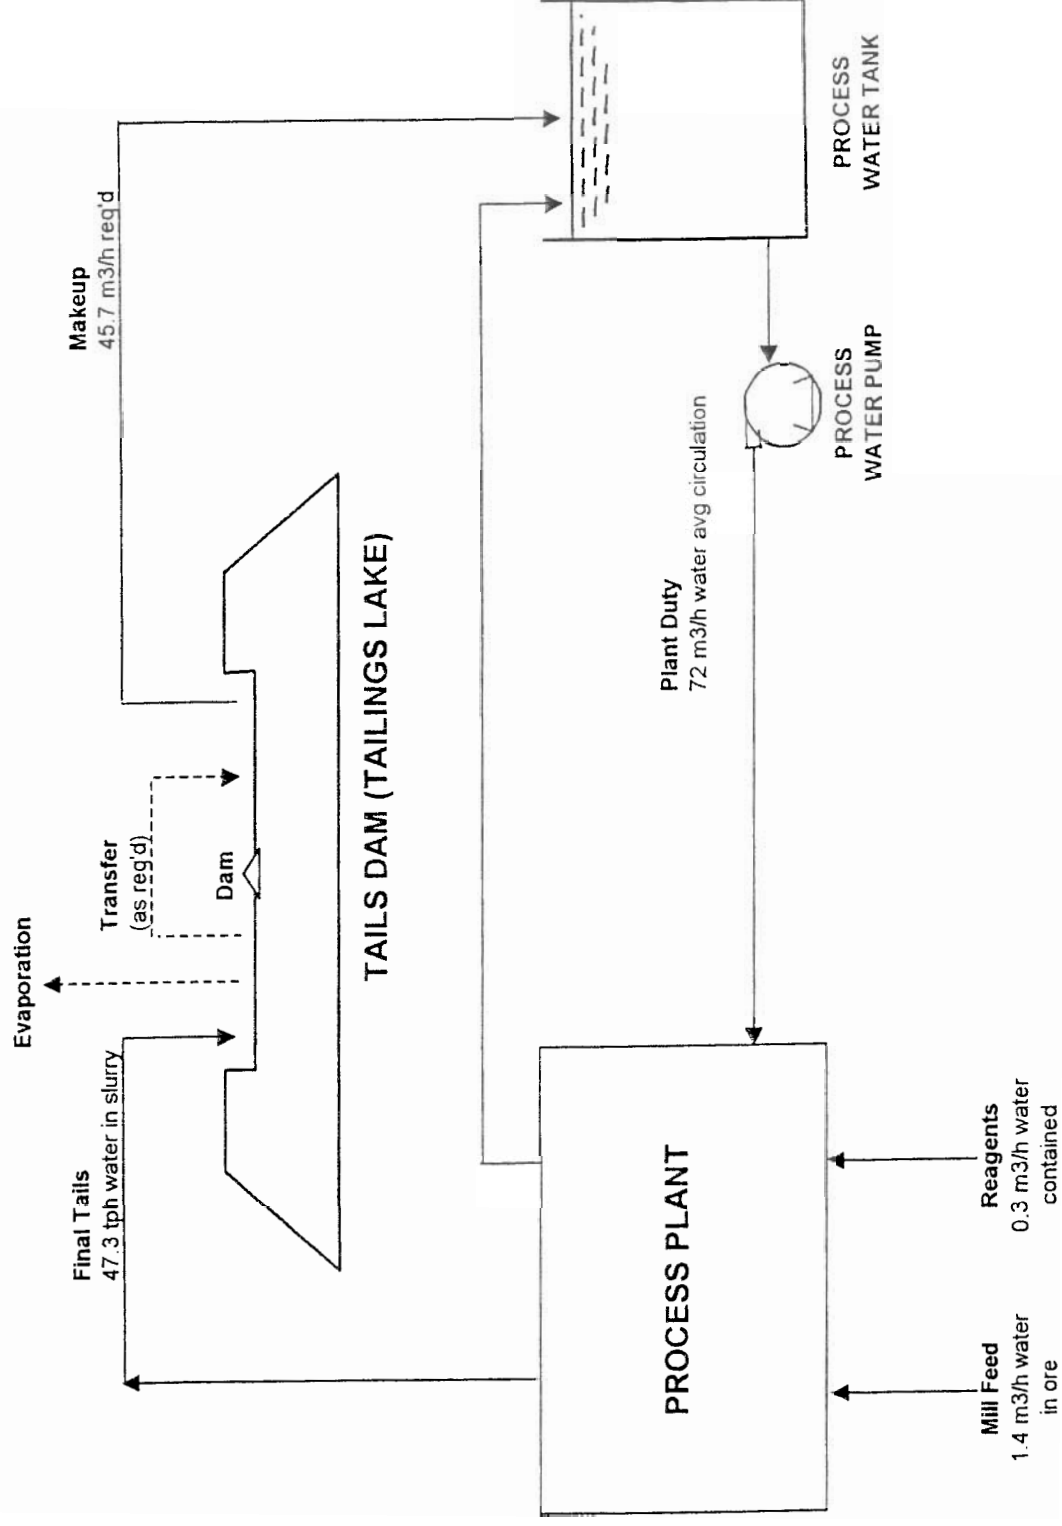 Evaporation
Final Tails
47.3 tph water in slurry
Transfer
(as req'd)
Dam
Makeup
45.7 m3/h req'd
TAILS DAM (TAILINGS LAKE)
Plant Duty
72 m3/h water avg circulation
PROCESS PLANT
PROCESS
WATER PUMP
PROCESS
WATER TANK
Mill Feed
1.4 m3/h water
in ore
Reagents
0.3 m3/h water
contained